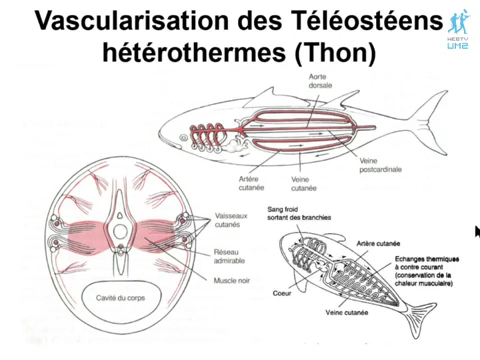 Vascularisation des Téléostéens
hétérothermes (Thon)
HEETV
UM2
Aorte
dorsale
Artère
cutanée
Veine
cutanée
Veine
postcardinale
Vaisseaux
cutanés
Réseau
admirable
Muscle noir
Cavité du corps
Sang froid
sortant des branchies
Artère cutanée
Echanges thermiques
à contre courant
(conservation de la
chaleur musculaire)
Coeur
Veine cutanée